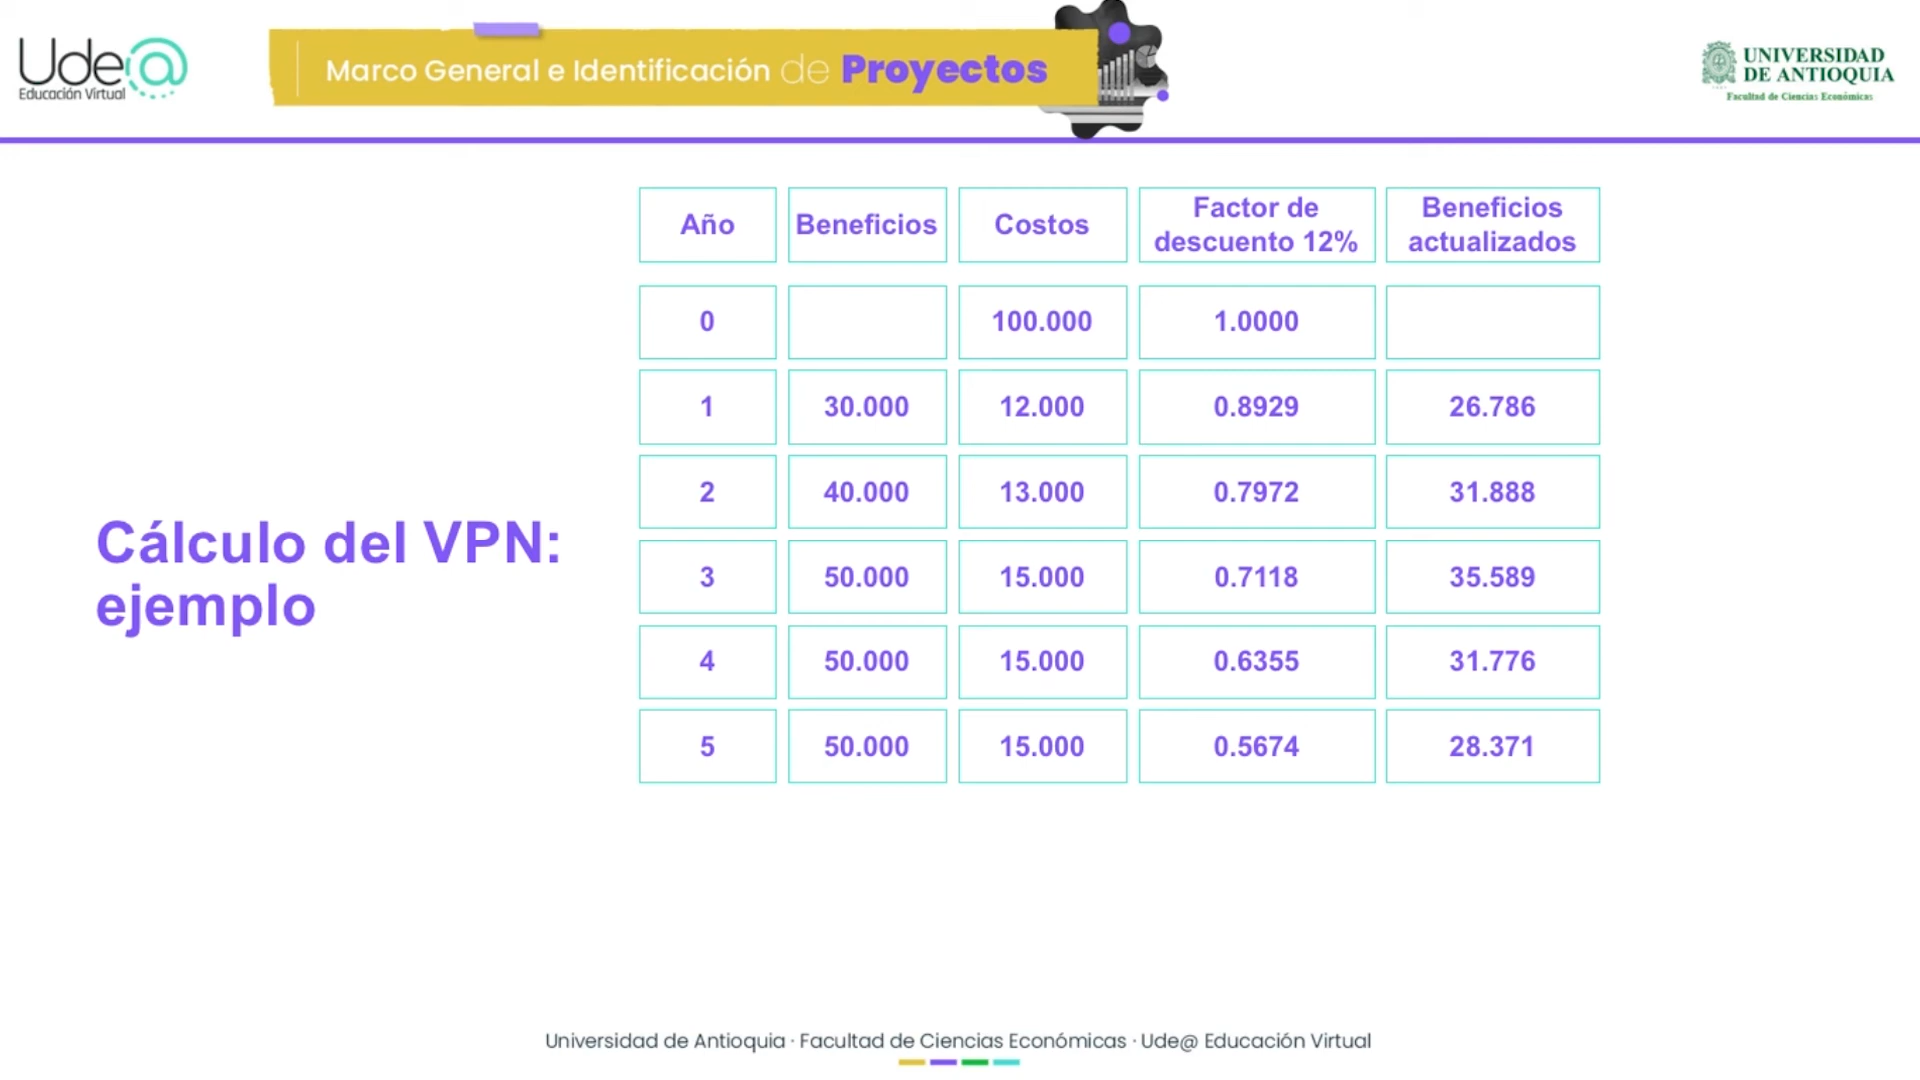 Ude@
Educación Virtual
Marco General e Identificación de Proyectos
UNIVERSIDAD
DE ANTIOQUIA
Facultad de Ciencias Económicas
Cálculo del VPN:
ejemplo
Año Beneficios Costos Factor de descuento 12% Beneficios actualizados
0 100.000 1.0000
1 30.000 12.000 0.8929 26.786
2 40.000 13.000 0.7972 31.888
3 50.000 15.000 0.7118 35.589
4 50.000 15.000 0.6355 31.776
5 50.000 15.000 0.5674 28.371
Universidad de Antioquia · Facultad de Ciencias Económicas · Ude@ Educación Virtual